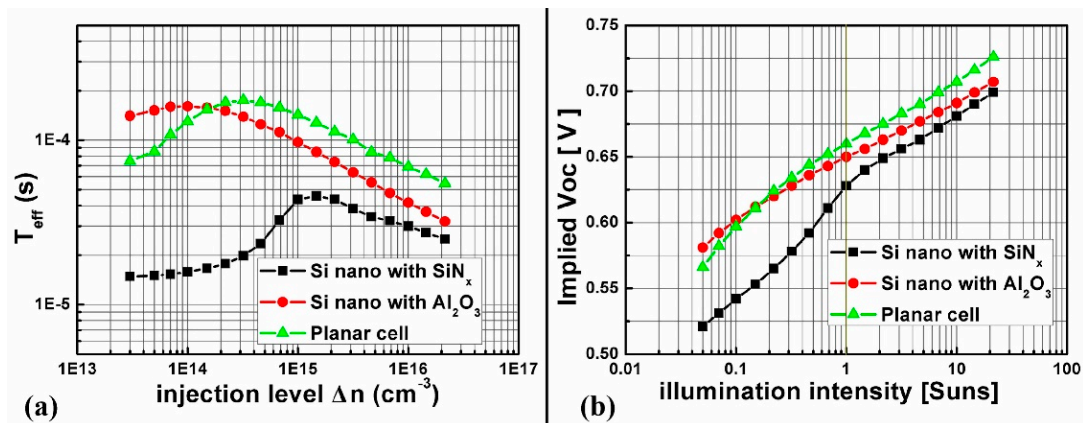 1E-4
1E-5
T_eff (s)
Si nano with SiN_x
Si nano with Al_2O_3
Planar cell
1E13 1E14 1E15 1E16 1E17
injection level Δn (cm^-3)
(a)
0.75
0.70
0.65
0.60
0.55
0.50
Implied Voc [ V ]
Si nano with SiN_x
Si nano with Al_2O_3
Planar cell
0.01 0.1 1 10 100
illumination intensity [Suns]
(b)